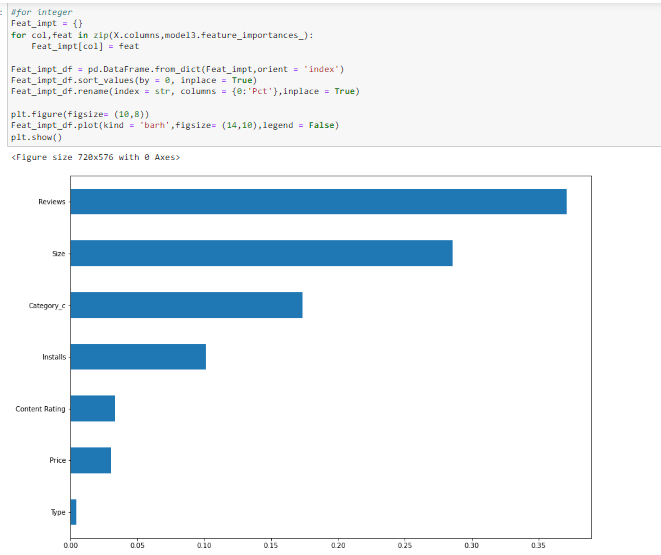 :
#for integer
Feat_impt = {}
for col,feat in zip(X.columns,model3.feature_importances_):
    Feat_impt[col] = feat

Feat_impt_df = pd.DataFrame.from_dict(Feat_impt,orient = 'index')
Feat_impt_df.sort_values(by = 0, inplace = True)
Feat_impt_df.rename(index = str, columns = {0:'Pct'},inplace = True)

plt.figure(figsize= (10,8))
Feat_impt_df.plot(kind = 'barh',figsize= (14,10),legend = False)
plt.show()
<Figure size 720x576 with 0 Axes>
Reviews
Size
Category_c
Installs
Content Rating
Price
Type
0.00 0.05 0.10 0.15 0.20 0.25 0.30 0.35